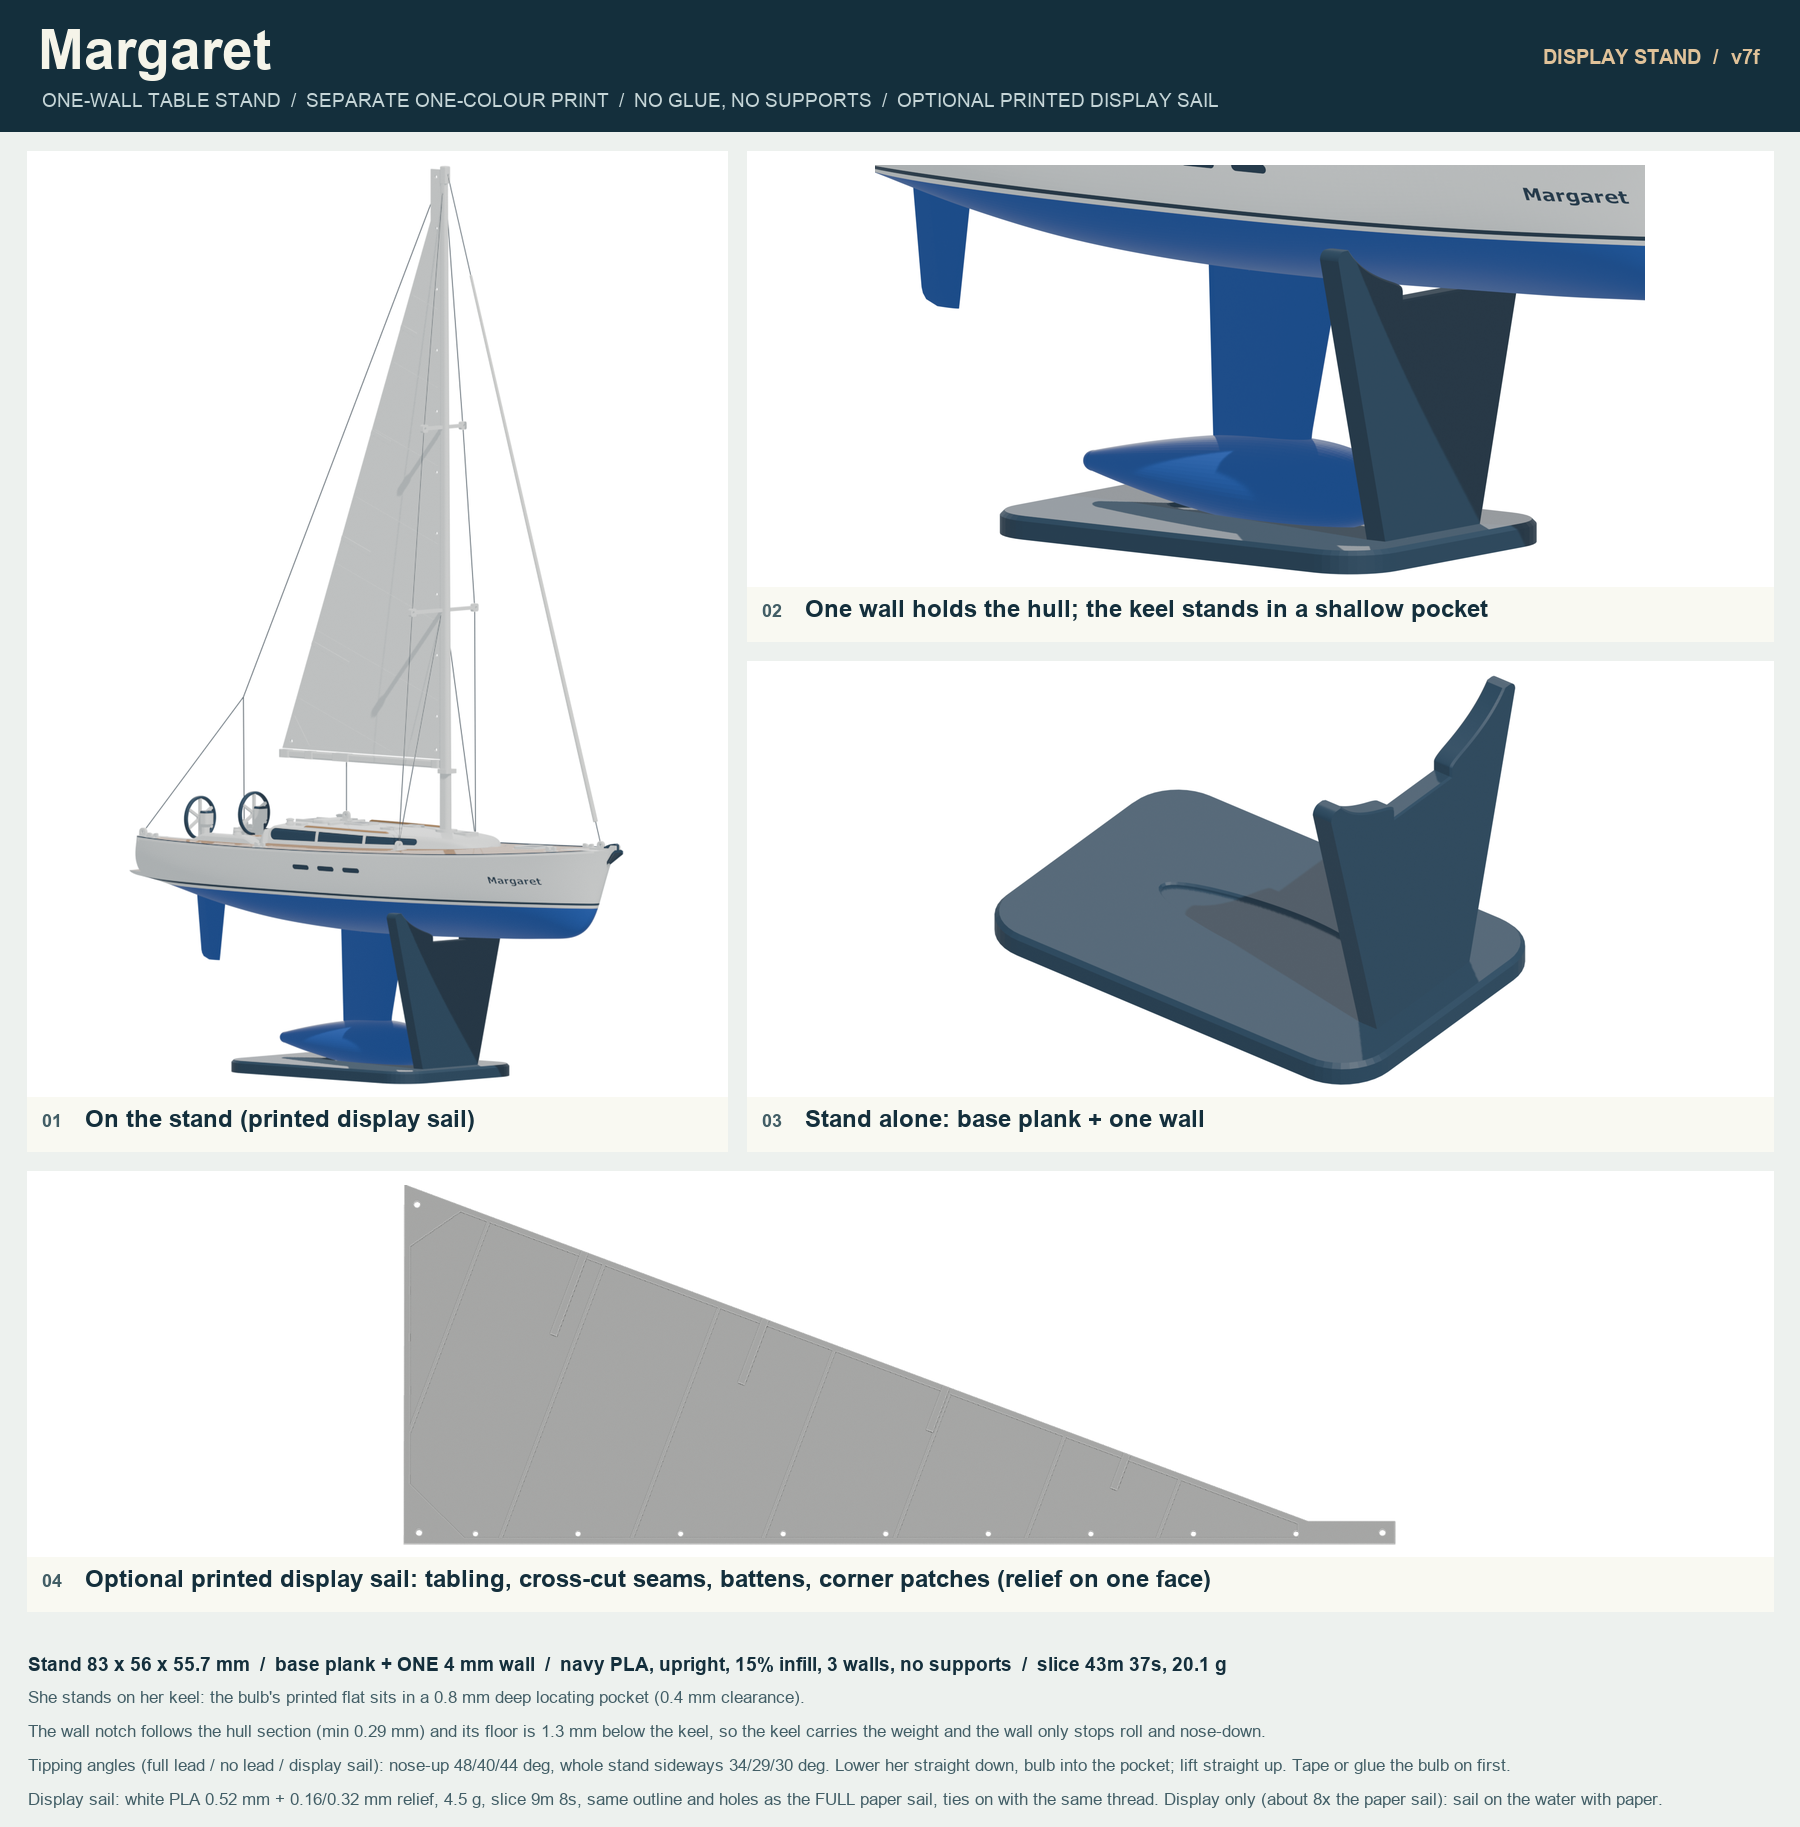 Margaret
DISPLAY STAND / v7f
ONE-WALL TABLE STAND / SEPARATE ONE-COLOUR PRINT / NO GLUE, NO SUPPORTS / OPTIONAL PRINTED DISPLAY SAIL
Margaret
01 On the stand (printed display sail)
Margaret
02 One wall holds the hull; the keel stands in a shallow pocket
03 Stand alone: base plank + one wall
04 Optional printed display sail: tabling, cross-cut seams, battens, corner patches (relief on one face)
Stand 83 x 56 x 55.7 mm / base plank + ONE 4 mm wall / navy PLA, upright, 15% infill, 3 walls, no supports / slice 43m 37s, 20.1 g
She stands on her keel: the bulb's printed flat sits in a 0.8 mm deep locating pocket (0.4 mm clearance).
The wall notch follows the hull section (min 0.29 mm) and its floor is 1.3 mm below the keel, so the keel carries the weight and the wall only stops roll and nose-down.
Tipping angles (full lead / no lead / display sail): nose-up 48/40/44 deg, whole stand sideways 34/29/30 deg. Lower her straight down, bulb into the pocket; lift straight up. Tape or glue the bulb on first.
Display sail: white PLA 0.52 mm + 0.16/0.32 mm relief, 4.5 g, slice 9m 8s, same outline and holes as the FULL paper sail, ties on with the same thread. Display only (about 8x the paper sail): sail on the water with paper.